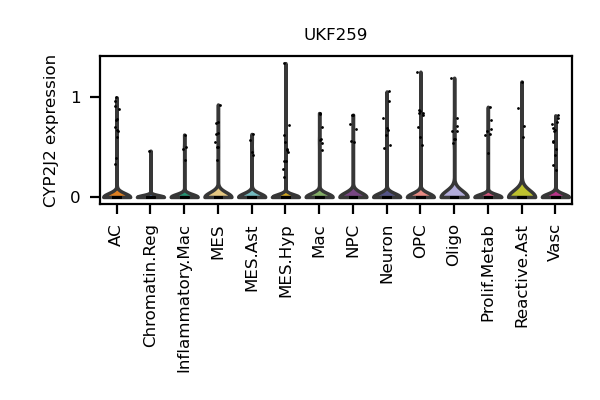 UKF259
CYP2J2 expression
1
0
AC
Chromatin.Reg
Inflammatory.Mac
MES
MES.Ast
MES.Hyp
Mac
NPC
Neuron
OPC
Oligo
Prolif.Metab
Reactive.Ast
Vasc